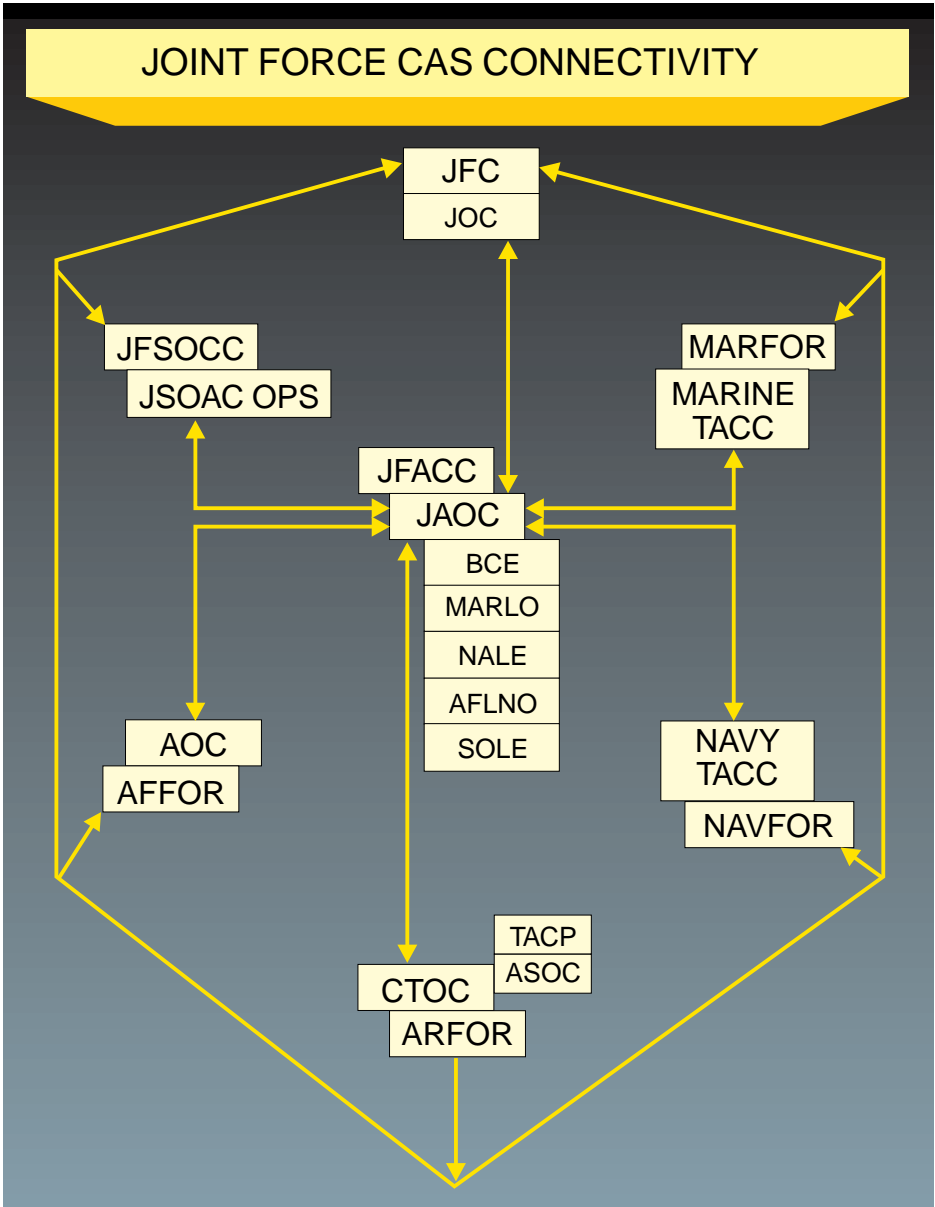 JOINT FORCE CAS CONNECTIVITY
JFC
JOC
JFSOCC
JSOAC OPS
MARFOR
MARINE
TACC
JFACC
JAOC
BCE
MARLO
NALE
AFLNO
SOLE
AOC
AFFOR
NAVY
TACC
NAVFOR
TACP
ASOC
CTOC
ARFOR